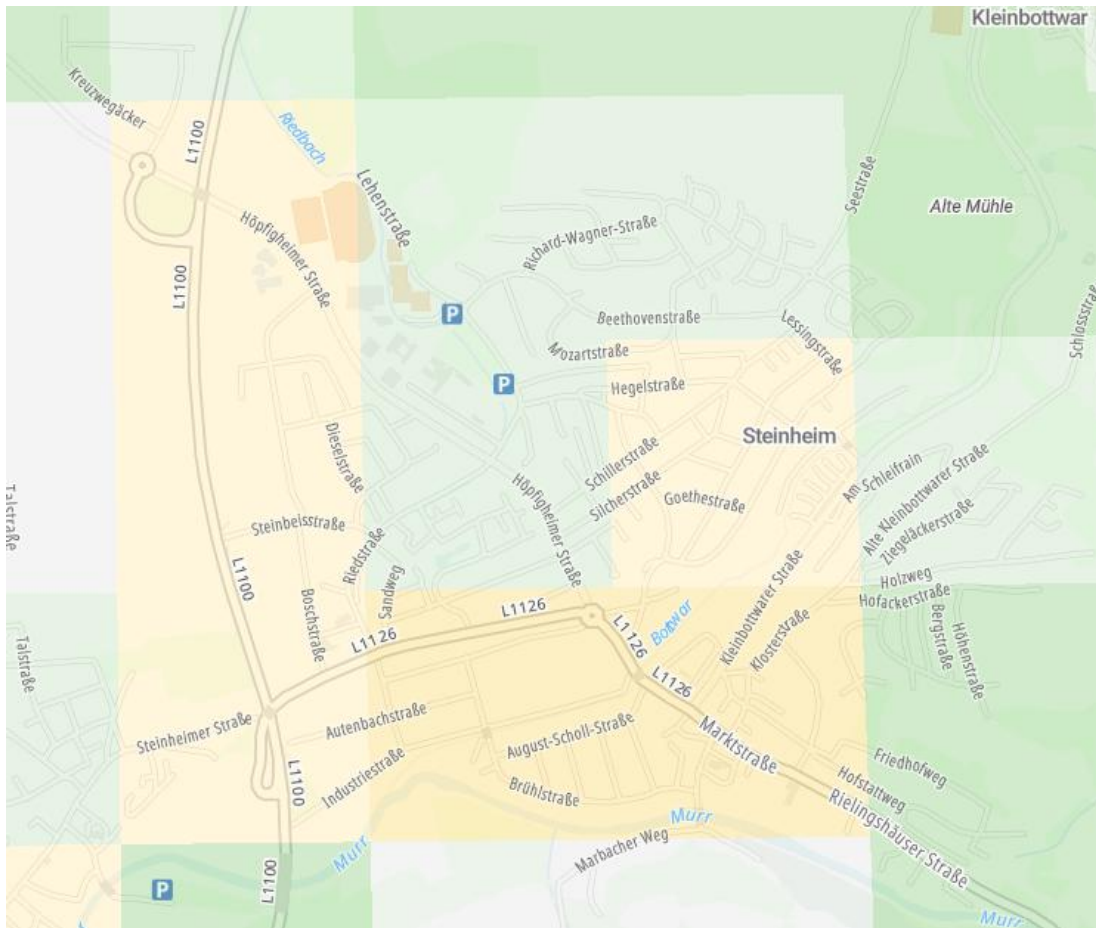 Kleinbottwar
Kreuzwegäcker
L1100
Riedbach
Lehenstraße
Seestraße
Alte Mühle
Höpfigheimer Straße
Richard-Wagner-Straße
L1100
Schlossstraß
P
Beethovenstraße
Lessingstraße
Mozartstraße
P
Hegelstraße
Steinheim
Dieselstraße
Schillerstraße
Silcherstraße
Goethestraße
Am Schleifrain
Alte Kleinbottwarer Straße
Ziegeläckerstraße
Höpfigheimer Straße
Talstraße
Steinbeisstraße
Riedstraße
Sandweg
L1100
Boschstraße
Holzweg
Hofackerstraße
Bergstraße
Höhenstraße
Kleinbottwarer Straße
Klosterstraße
Bottwar
L1126
L1126
L1126
L1126
Talstraße
Steinheimer Straße
Autenbachstraße
August-Scholl-Straße
Marktstraße
Industriestraße
Brühlstraße
L1100
Friedhofweg
Hofstattweg
Rielingshäuser Straße
Murr
Marbacher Weg
Murr
L1100
P
Murr